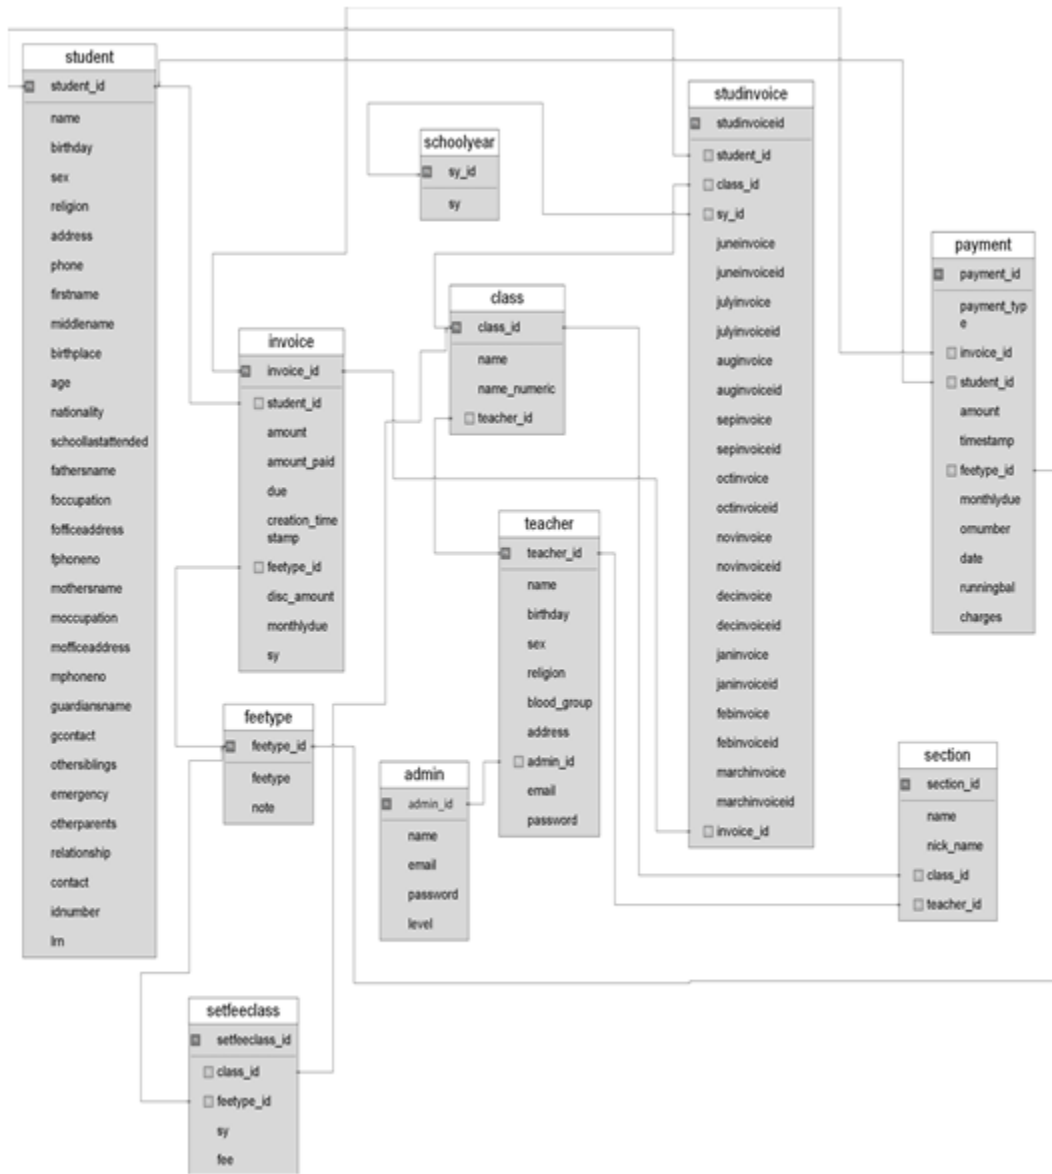 student
student_id
name
birthday
sex
religion
address
phone
firstname
middlename
birthplace
age
nationality
schoollastattended
fathersname
foccupation
fofficeaddress
fphoneno
mothersname
moccupation
mofficeaddress
mphoneno
guardiansname
gcontact
othersiblings
emergency
otherparents
relationship
contact
idnumber
lrn
schoolyear
sy_id
sy
studinvoice
studinvoiceid
student_id
class_id
sy_id
juneinvoice
juneinvoiceid
julyinvoice
julyinvoiceid
auginvoice
auginvoiceid
sepinvoice
sepinvoiceid
octinvoice
octinvoiceid
novinvoice
novinvoiceid
decinvoice
decinvoiceid
janinvoice
janinvoiceid
febinvoice
febinvoiceid
marchinvoice
marchinvoiceid
invoice_id
payment
payment_id
payment_typ
e
invoice_id
student_id
amount
timestamp
feetype_id
monthlydue
date
runningbal
charges
class
class_id
name
name_numeric
teacher_id
invoice
invoice_id
student_id
amount
amount_paid
due
creation_time
stamp
feetype_id
disc_amount
monthlydue
sy
teacher
teacher_id
name
birthday
sex
religion
blood_group
address
admin_id
email
password
feetype
feetype_id
feetype
note
admin
admin_id
name
email
password
level
section
section_id
name
nick_name
class_id
teacher_id
setfeeclass
setfeeclass_id
class_id
feetype_id
sy
fee